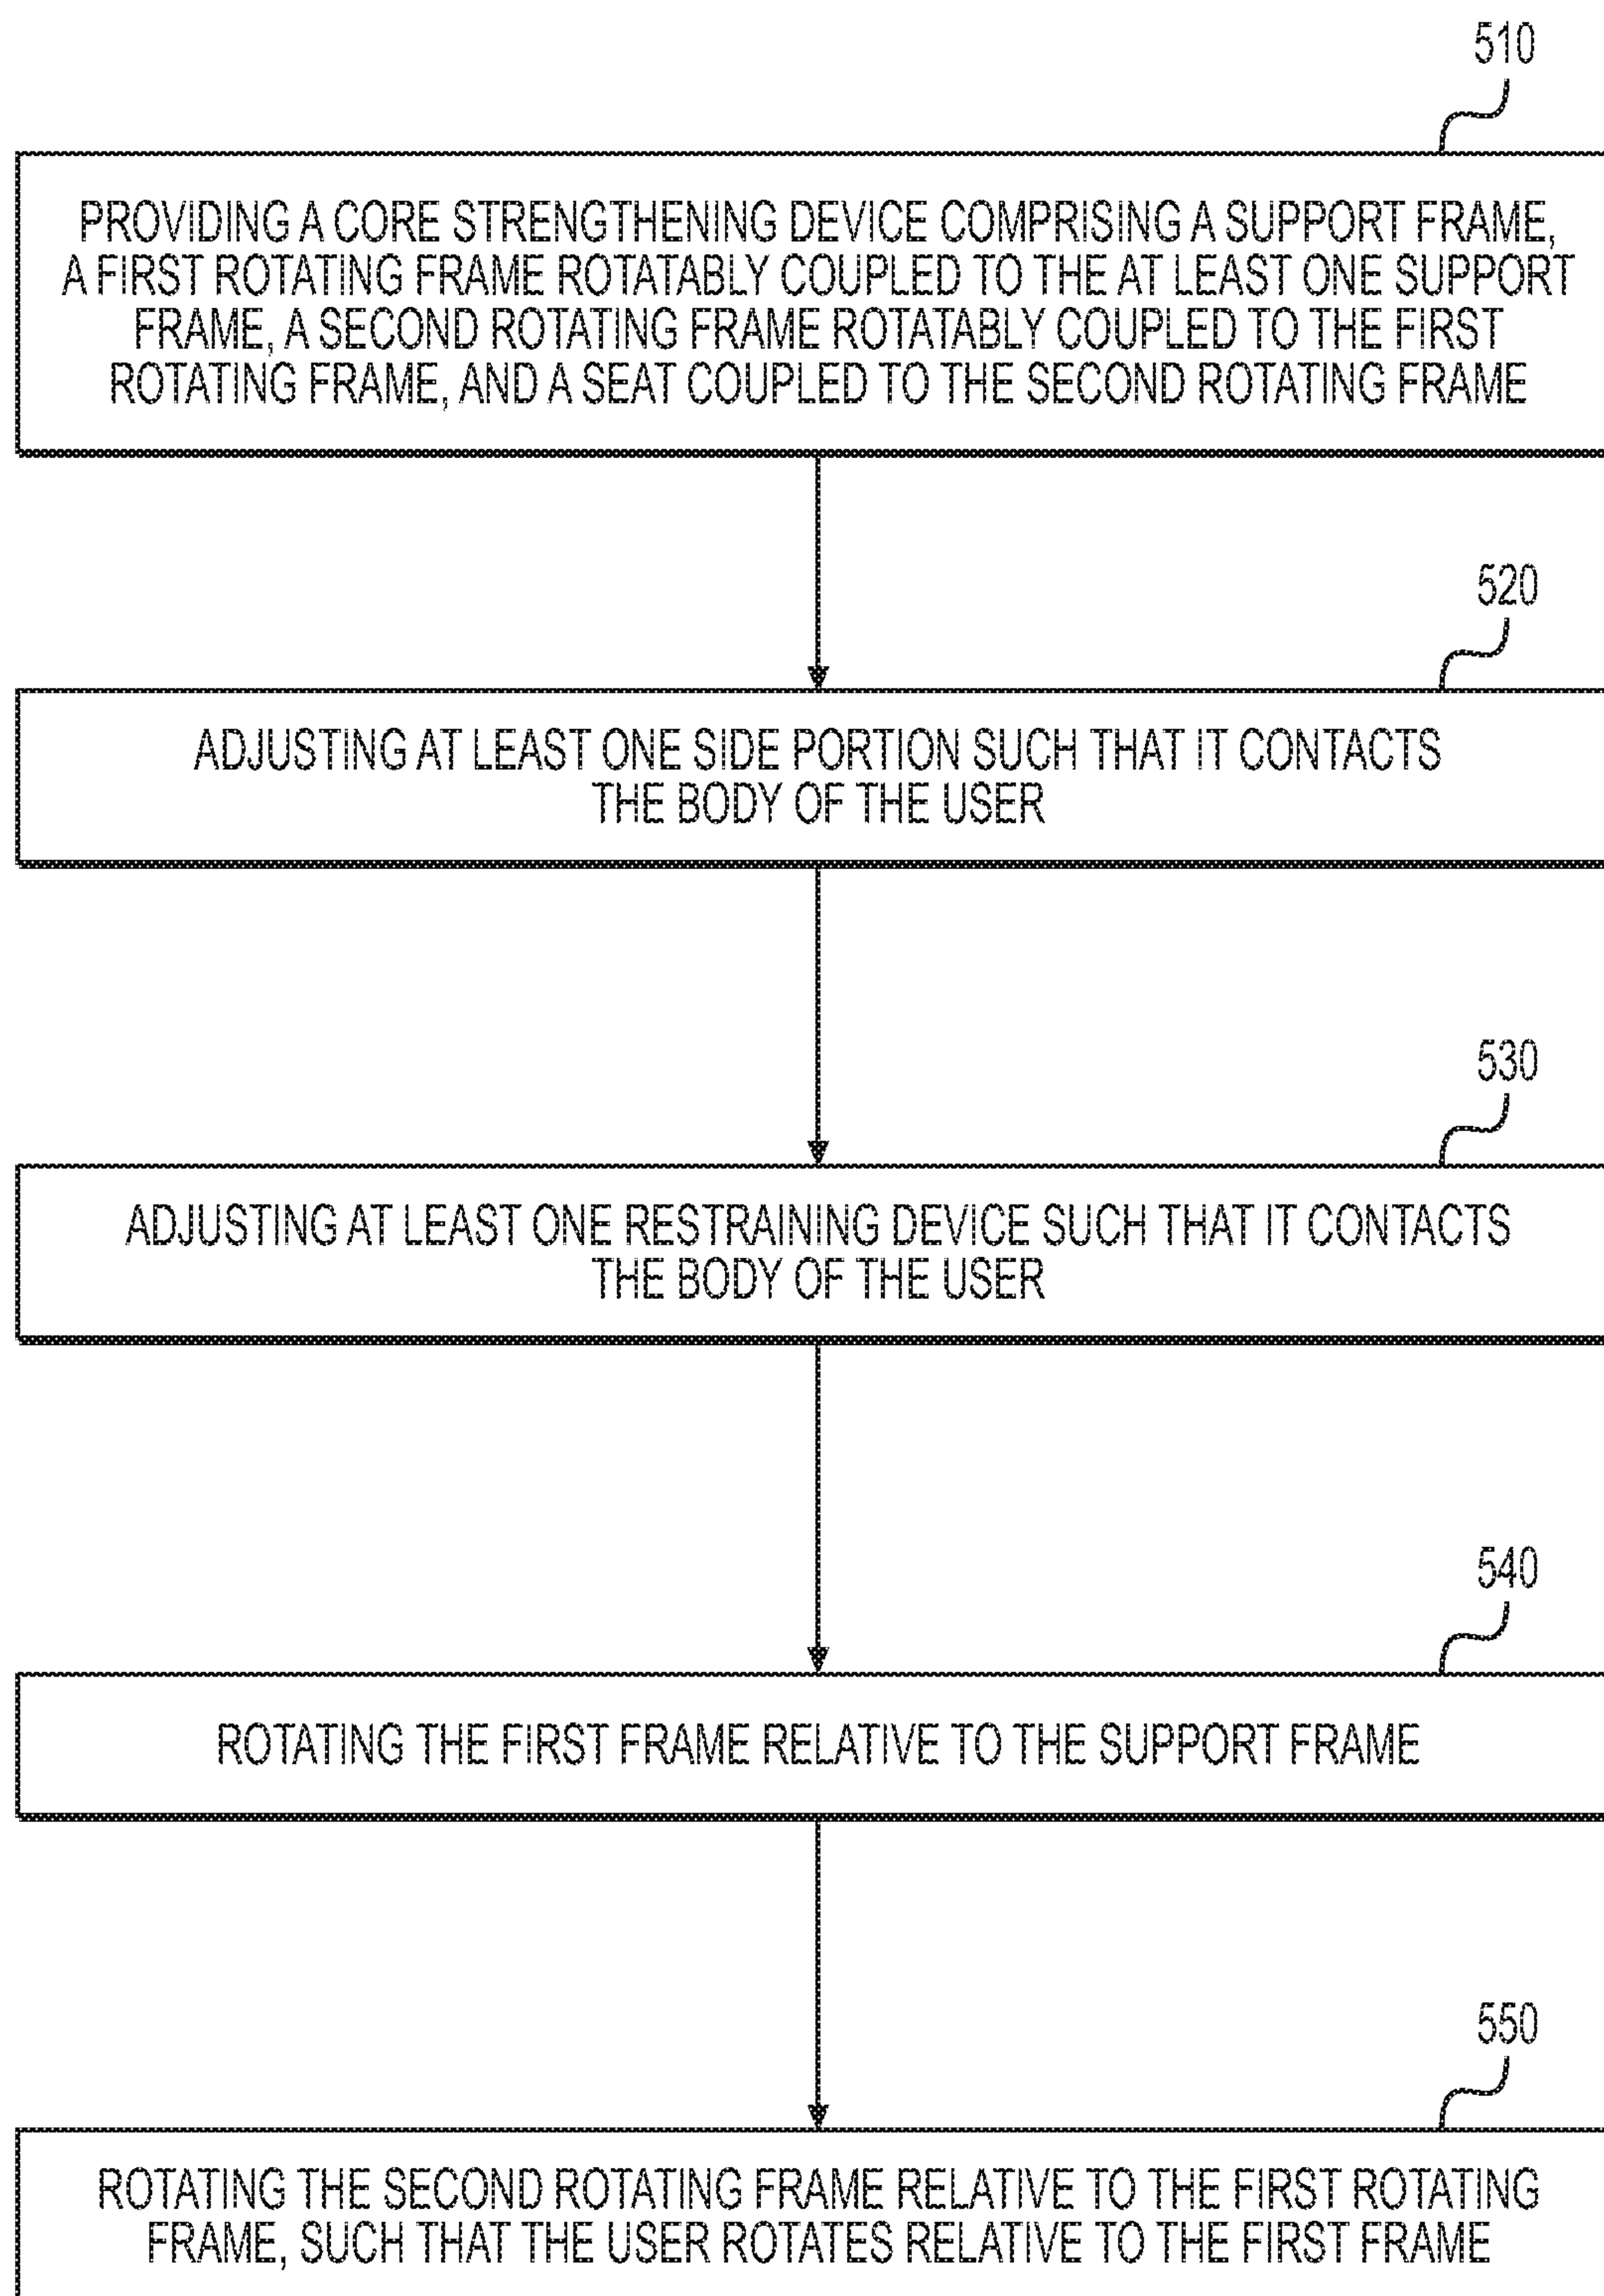 510
PROVIDING A CORE STRENGTHENING DEVICE COMPRISING A SUPPORT FRAME,
A FIRST ROTATING FRAME ROTATABLY COUPLED TO THE AT LEAST ONE SUPPORT
FRAME, A SECOND ROTATING FRAME ROTATABLY COUPLED TO THE FIRST
ROTATING FRAME, AND A SEAT COUPLED TO THE SECOND ROTATING FRAME
520
ADJUSTING AT LEAST ONE SIDE PORTION SUCH THAT IT CONTACTS
THE BODY OF THE USER
530
ADJUSTING AT LEAST ONE RESTRAINING DEVICE SUCH THAT IT CONTACTS
THE BODY OF THE USER
540
ROTATING THE FIRST FRAME RELATIVE TO THE SUPPORT FRAME
550
ROTATING THE SECOND ROTATING FRAME RELATIVE TO THE FIRST ROTATING
FRAME, SUCH THAT THE USER ROTATES RELATIVE TO THE FIRST FRAME